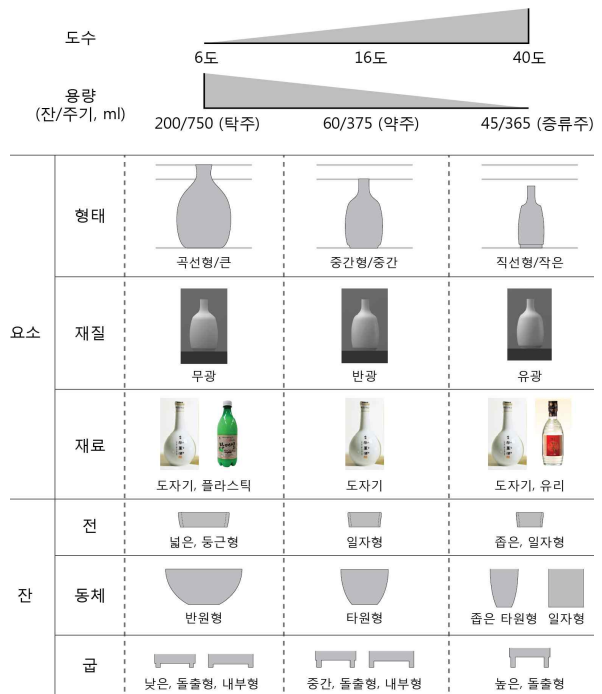 도수
6도 16도 40도
용량
(잔/주기, ml)
200/750 (탁주) 60/375 (약주) 45/365 (증류주)
형태
곡선형/큰 중간형/중간 직선형/작은
요소 재질
무광 반광 유광
재료
도자기, 플라스틱 도자기 도자기, 유리
전
넓은, 둥근형 일자형 좁은, 일자형
잔 동체
반원형 타원형 좁은 타원형 일자형
굽
낮은, 돌출형, 내부형 중간, 돌출형, 내부형 높은, 돌출형